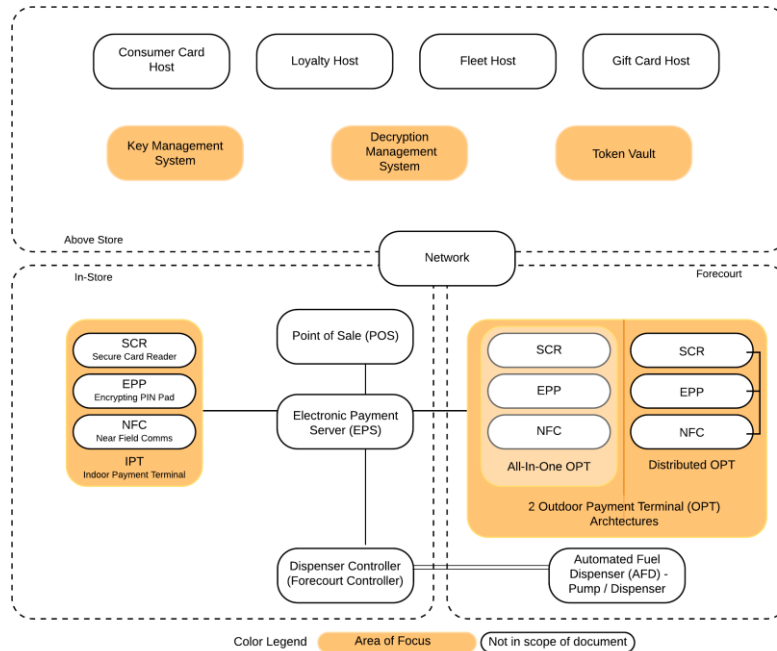 Consumer Card
Host
Loyalty Host
Fleet Host
Gift Card Host
Key Management
System
Decryption
Management
System
Token Vault
Above Store
Network
In-Store
Forecourt
SCR
Secure Card Reader
EPP
Encrypting PIN Pad
NFC
Near Field Comms
IPT
Indoor Payment Terminal
Point of Sale (POS)
Electronic Payment
Server (EPS)
SCR
EPP
NFC
All-In-One OPT
SCR
EPP
NFC
Distributed OPT
2 Outdoor Payment Terminal (OPT)
Archtectures
Dispenser Controller
(Forecourt Controller)
Automated Fuel
Dispenser (AFD) -
Pump / Dispenser
Color Legend
Area of Focus
Not in scope of document